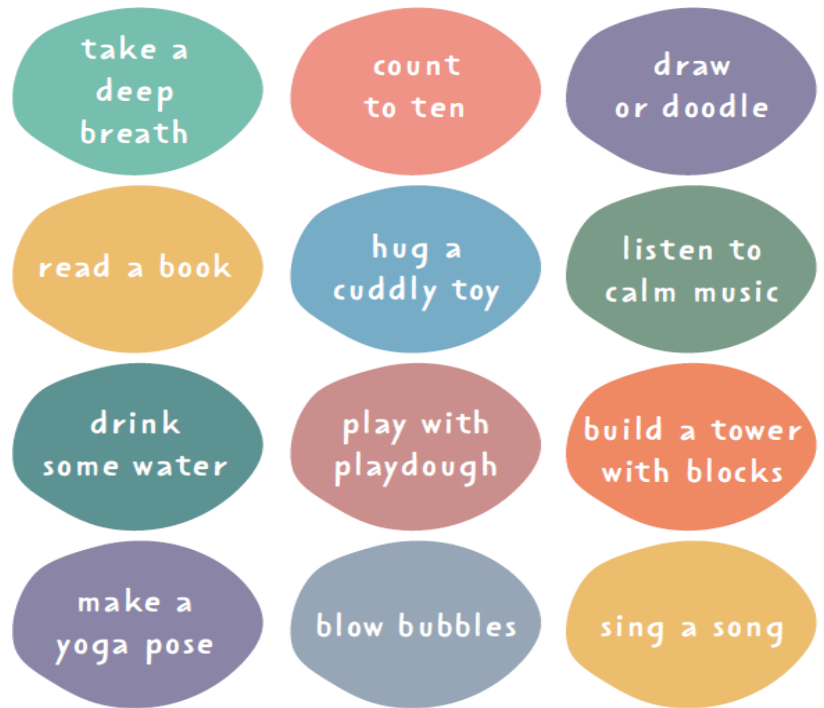 take a
deep
breath
count
to ten
draw
or doodle
read a book
hug a
cuddly toy
listen to
calm music
drink
some water
play with
playdough
build a tower
with blocks
make a
yoga pose
blow bubbles
sing a song